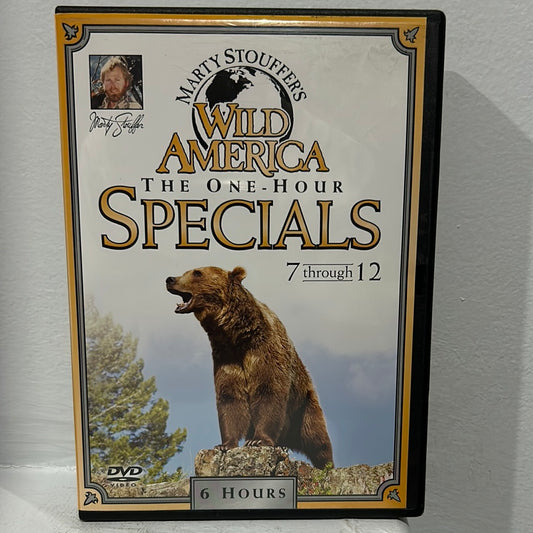 MARTY STOUFFER'S
WILD
AMERICA
Marty Stouffer
THE ONE-HOUR
SPECIALS
7 through 12
DVD
VIDEO
6 HOURS